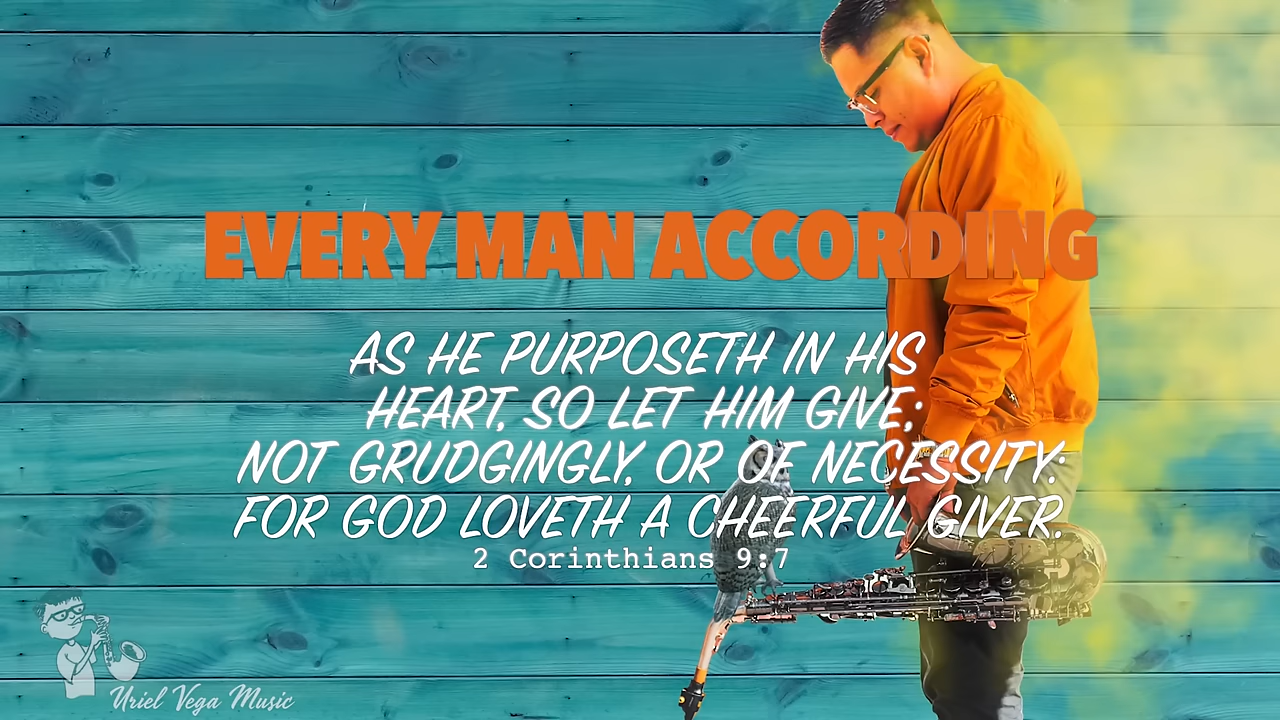 EVERY MAN ACCORDING
AS HE PURPOSETH IN HIS
HEART, SO LET HIM GIVE;
NOT GRUDGINGLY, OR OF NECESSITY:
FOR GOD LOVETH A CHEERFUL GIVER.
2 Corinthians 9:7
Uriel Vega Music